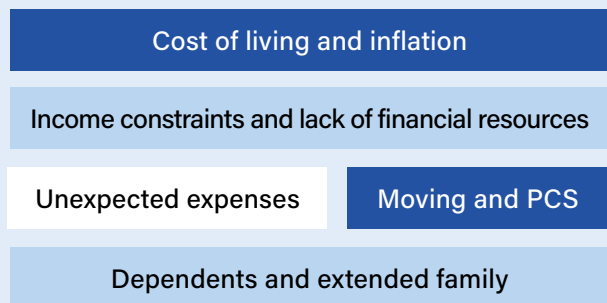 Cost of living and inflation
Income constraints and lack of financial resources
Unexpected expenses
Moving and PCS
Dependents and extended family